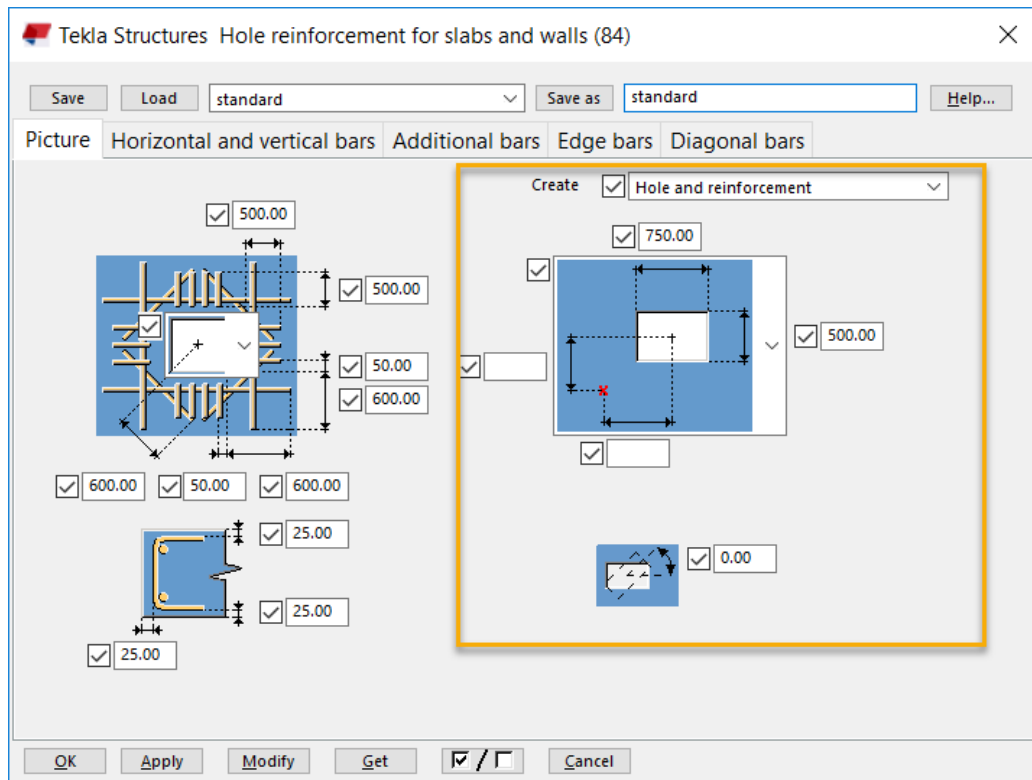 Tekla Structures Hole reinforcement for slabs and walls (84)
Save Load standard Save as standard Help...
Picture Horizontal and vertical bars Additional bars Edge bars Diagonal bars
Create Hole and reinforcement
500.00
750.00
500.00
500.00
50.00
600.00
600.00 50.00 600.00
25.00
0.00
25.00
25.00
OK Apply Modify Get / Cancel